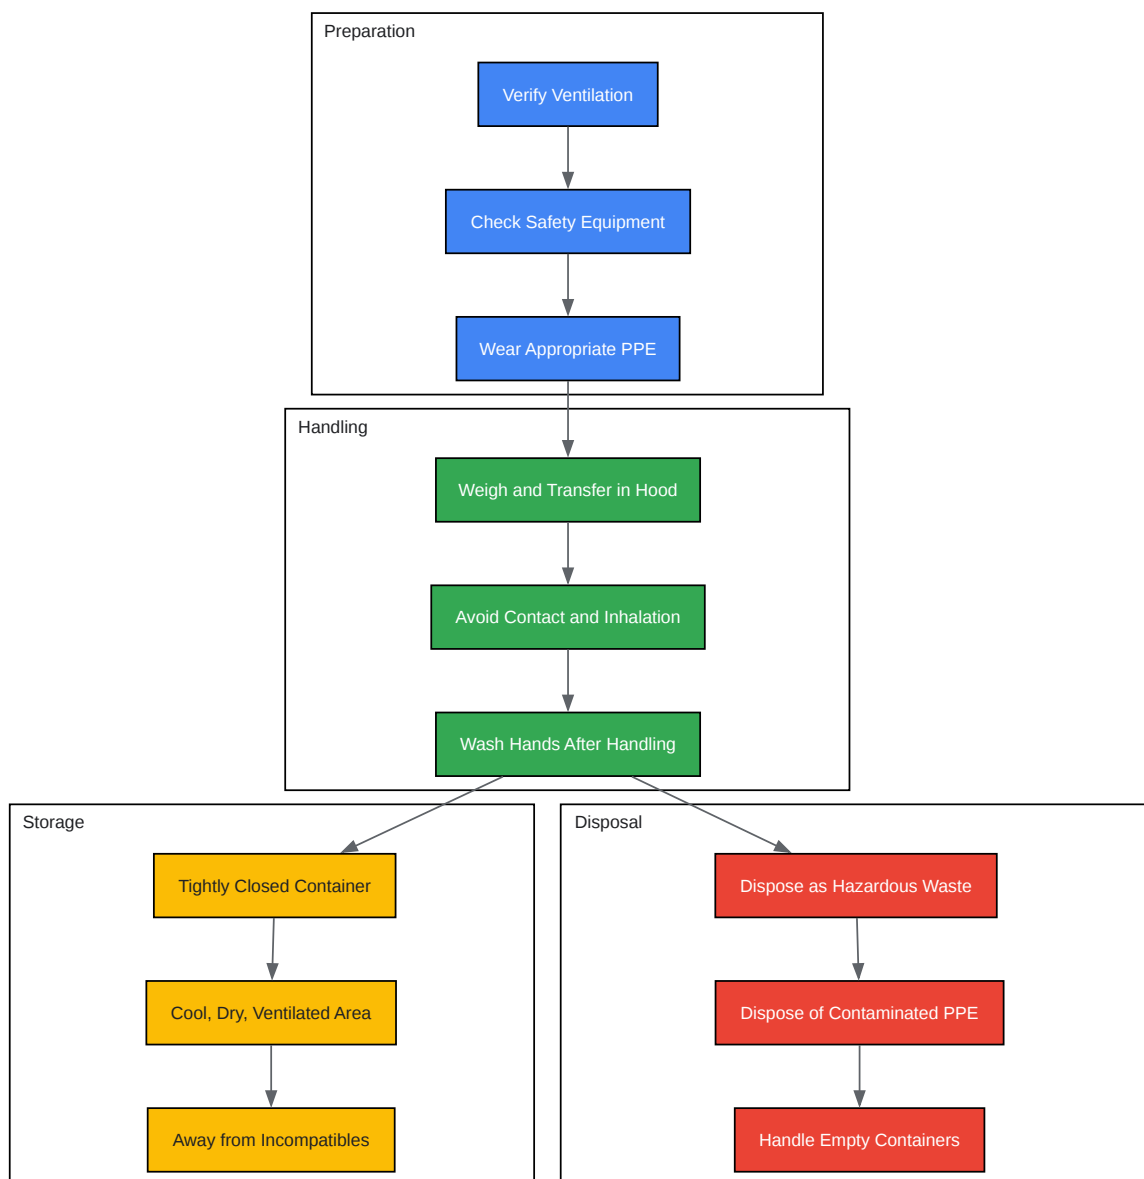 Preparation
Verify Ventilation
Check Safety Equipment
Wear Appropriate PPE
Handling
Weigh and Transfer in Hood
Avoid Contact and Inhalation
Wash Hands After Handling
Storage
Tightly Closed Container
Cool, Dry, Ventilated Area
Away from Incompatibles
Disposal
Dispose as Hazardous Waste
Dispose of Contaminated PPE
Handle Empty Containers